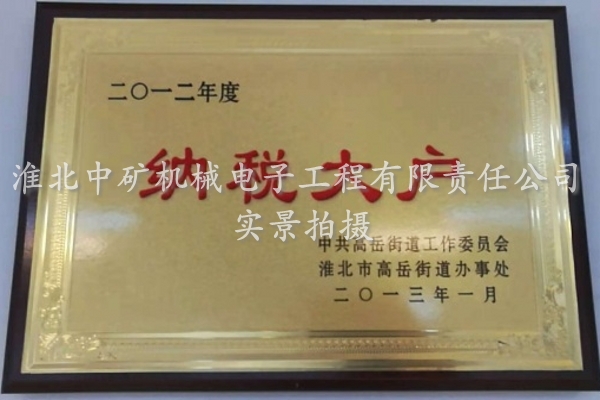 二〇一二年度
纳税大户
淮北中矿机械电子工程有限责任公司
实景拍摄
中共高岳街道工作委员会
淮北市高岳街道办事处
二〇一三年一月